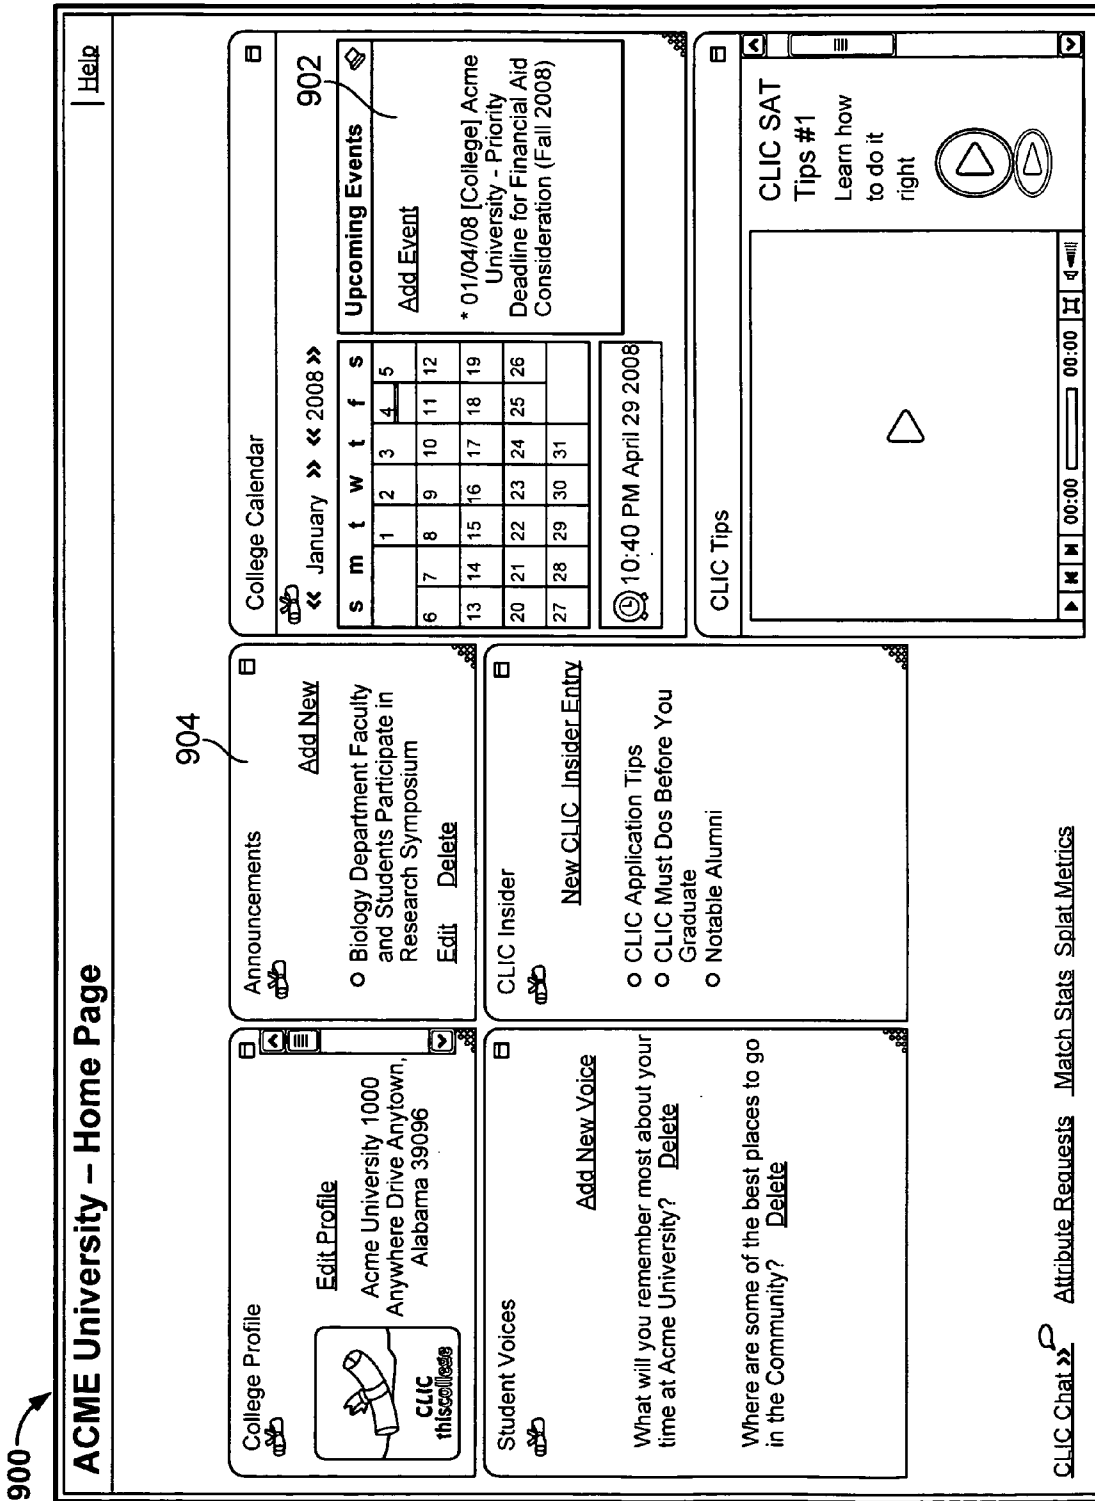 900
ACME University – Home Page
Help
College Profile
Edit Profile
Acme University 1000
Anywhere Drive Anytown,
Alabama 39096
CLIC
thiscollege
904
Announcements
Add New
Biology Department Faculty
and Students Participate in
Research Symposium
Edit Delete
College Calendar
« January » « 2008 »
s m t w t f s
1 2 3 4 5
6 7 8 9 10 11 12
13 14 15 16 17 18 19
20 21 22 23 24 25 26
27 28 29 30 31
10:40 PM April 29 2008
902
Upcoming Events
Add Event
* 01/04/08 [College] Acme
University - Priority
Deadline for Financial Aid
Consideration (Fall 2008)
Student Voices
Add New Voice
What will you remember most about your
time at Acme University? Delete
Where are some of the best places to go
in the Community? Delete
CLIC Insider
New CLIC Insider Entry
CLIC Application Tips
CLIC Must Dos Before You
Graduate
Notable Alumni
CLIC Tips
00:00 00:00
CLIC SAT
Tips #1
Learn how
to do it
right
CLIC Chat » Attribute Requests Match Stats Splat Metrics